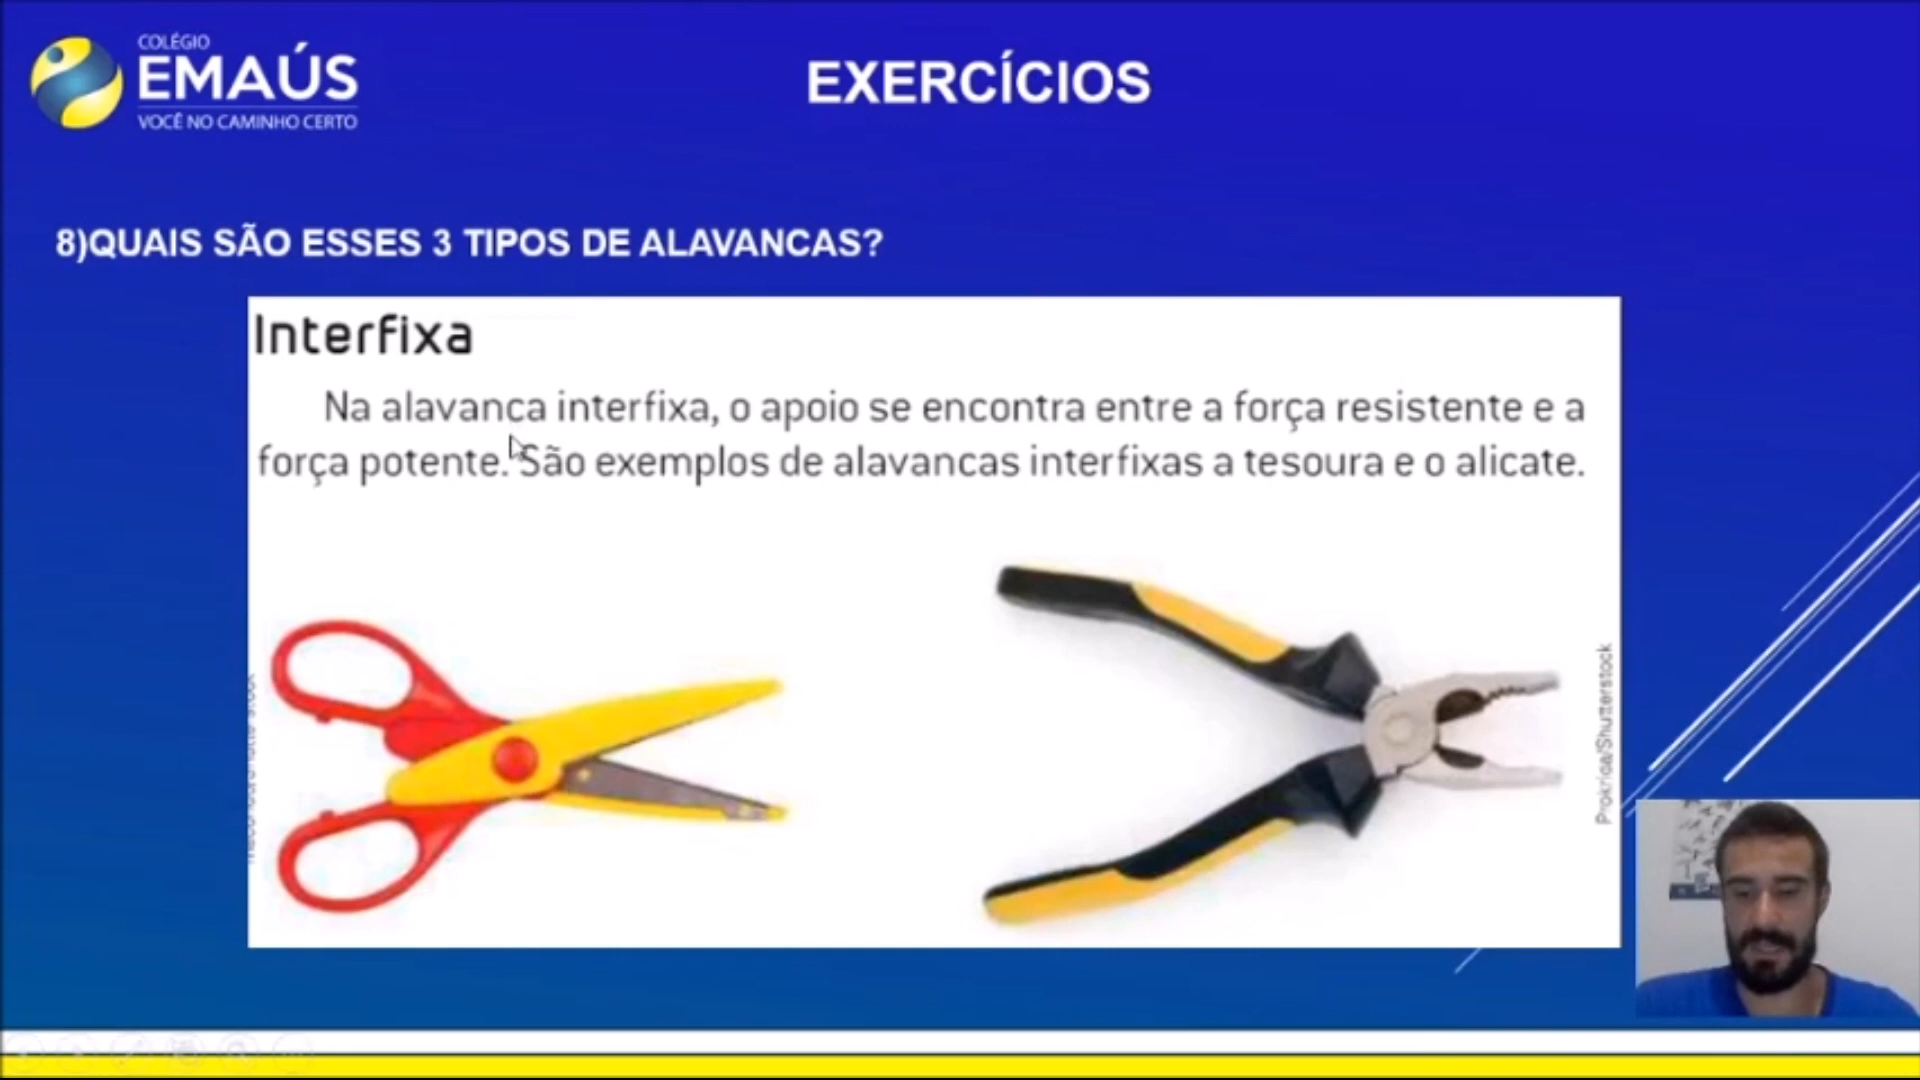 COLÉGIO
EMAÚS
VOCÊ NO CAMINHO CERTO
EXERCÍCIOS
8)QUAIS SÃO ESSES 3 TIPOS DE ALAVANCAS?
Interfixa
Na alavanca interfixa, o apoio se encontra entre a força resistente e a
força potente. São exemplos de alavancas interfixas a tesoura e o alicate.
Prokrida/Shutterstock